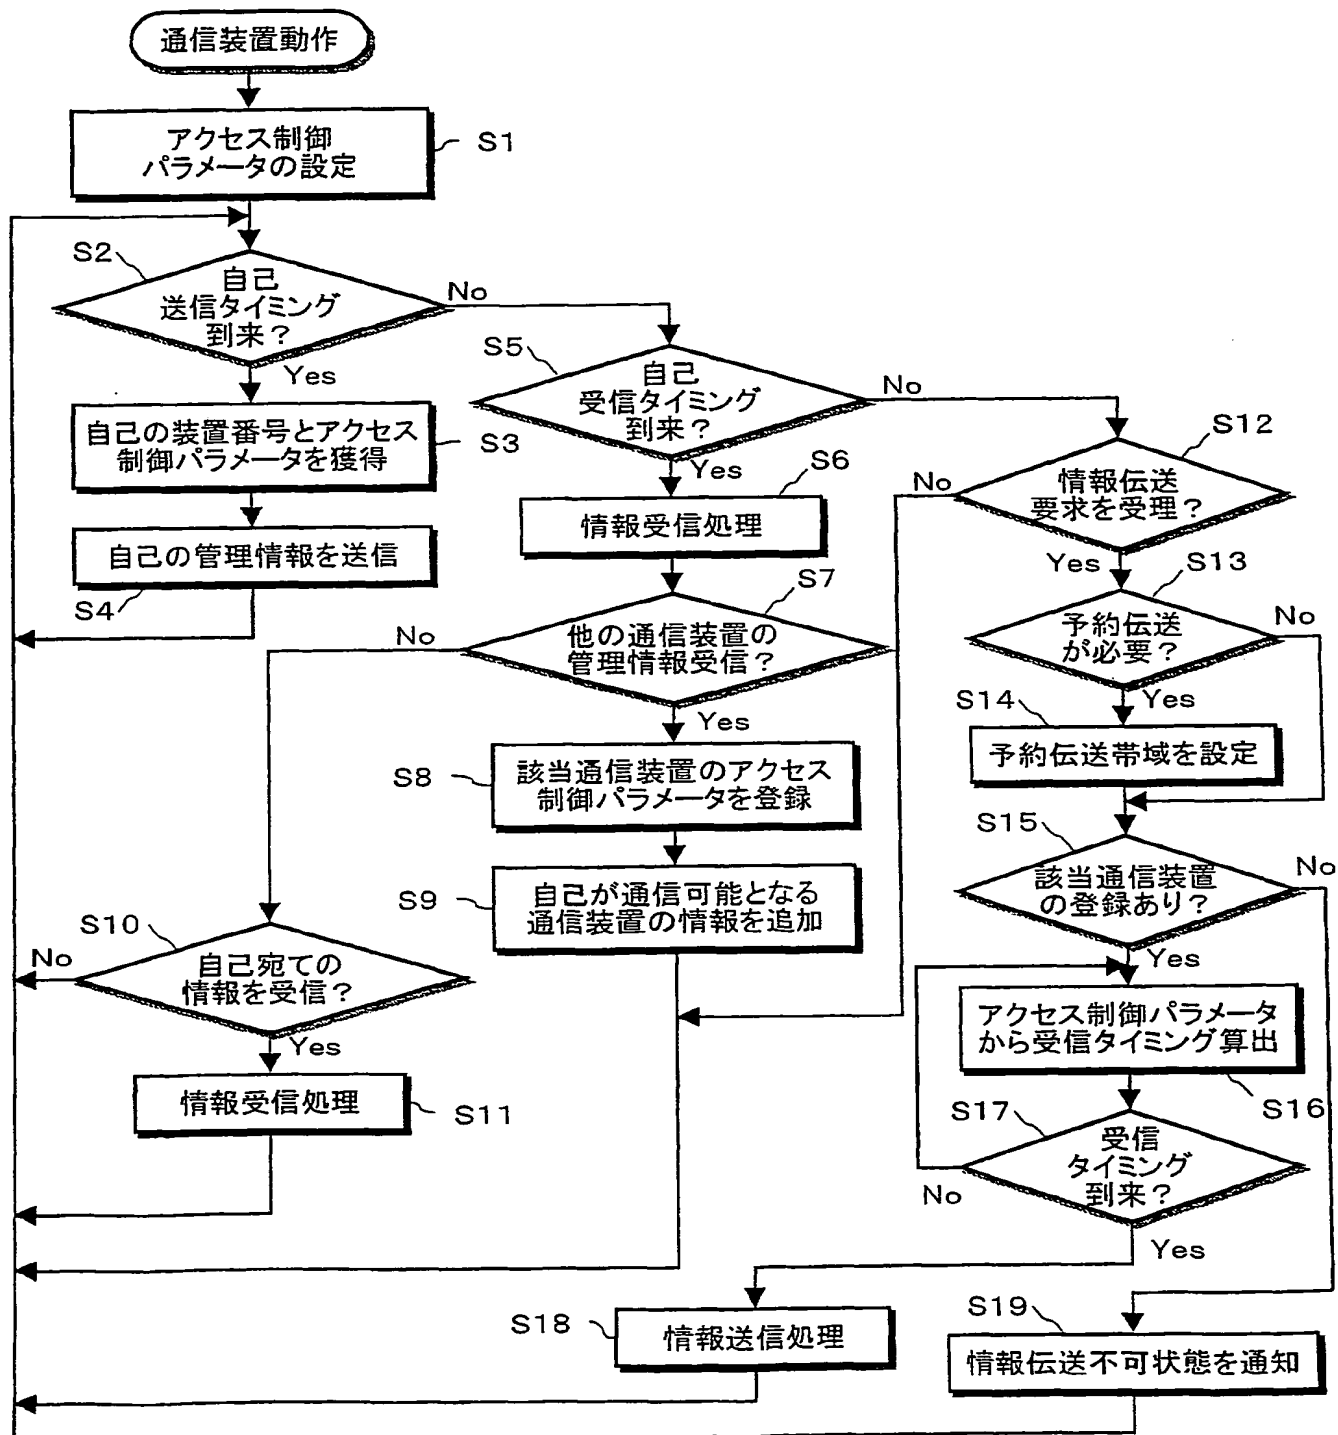 通信装置動作
アクセス制御
パラメータの設定
S1
S2
自己
送信タイミング
到来？
No
Yes
自己の装置番号とアクセス
制御パラメータを獲得
S3
自己の管理情報を送信
S4
S5
自己
受信タイミング
到来？
No
Yes
S6
情報受信処理
S7
他の通信装置の
管理情報受信？
No
Yes
S8
該当通信装置のアクセス
制御パラメータを登録
S9
自己が通信可能となる
通信装置の情報を追加
S10
自己宛ての
情報を受信？
No
Yes
情報受信処理
S11
S12
情報伝送
要求を受理？
No
Yes
S13
予約伝送
が必要？
No
Yes
S14
予約伝送帯域を設定
S15
該当通信装置
の登録あり？
No
Yes
アクセス制御パラメータ
から受信タイミング算出
S16
S17
受信
タイミング
到来？
No
Yes
S18
情報送信処理
S19
情報伝送不可状態を通知